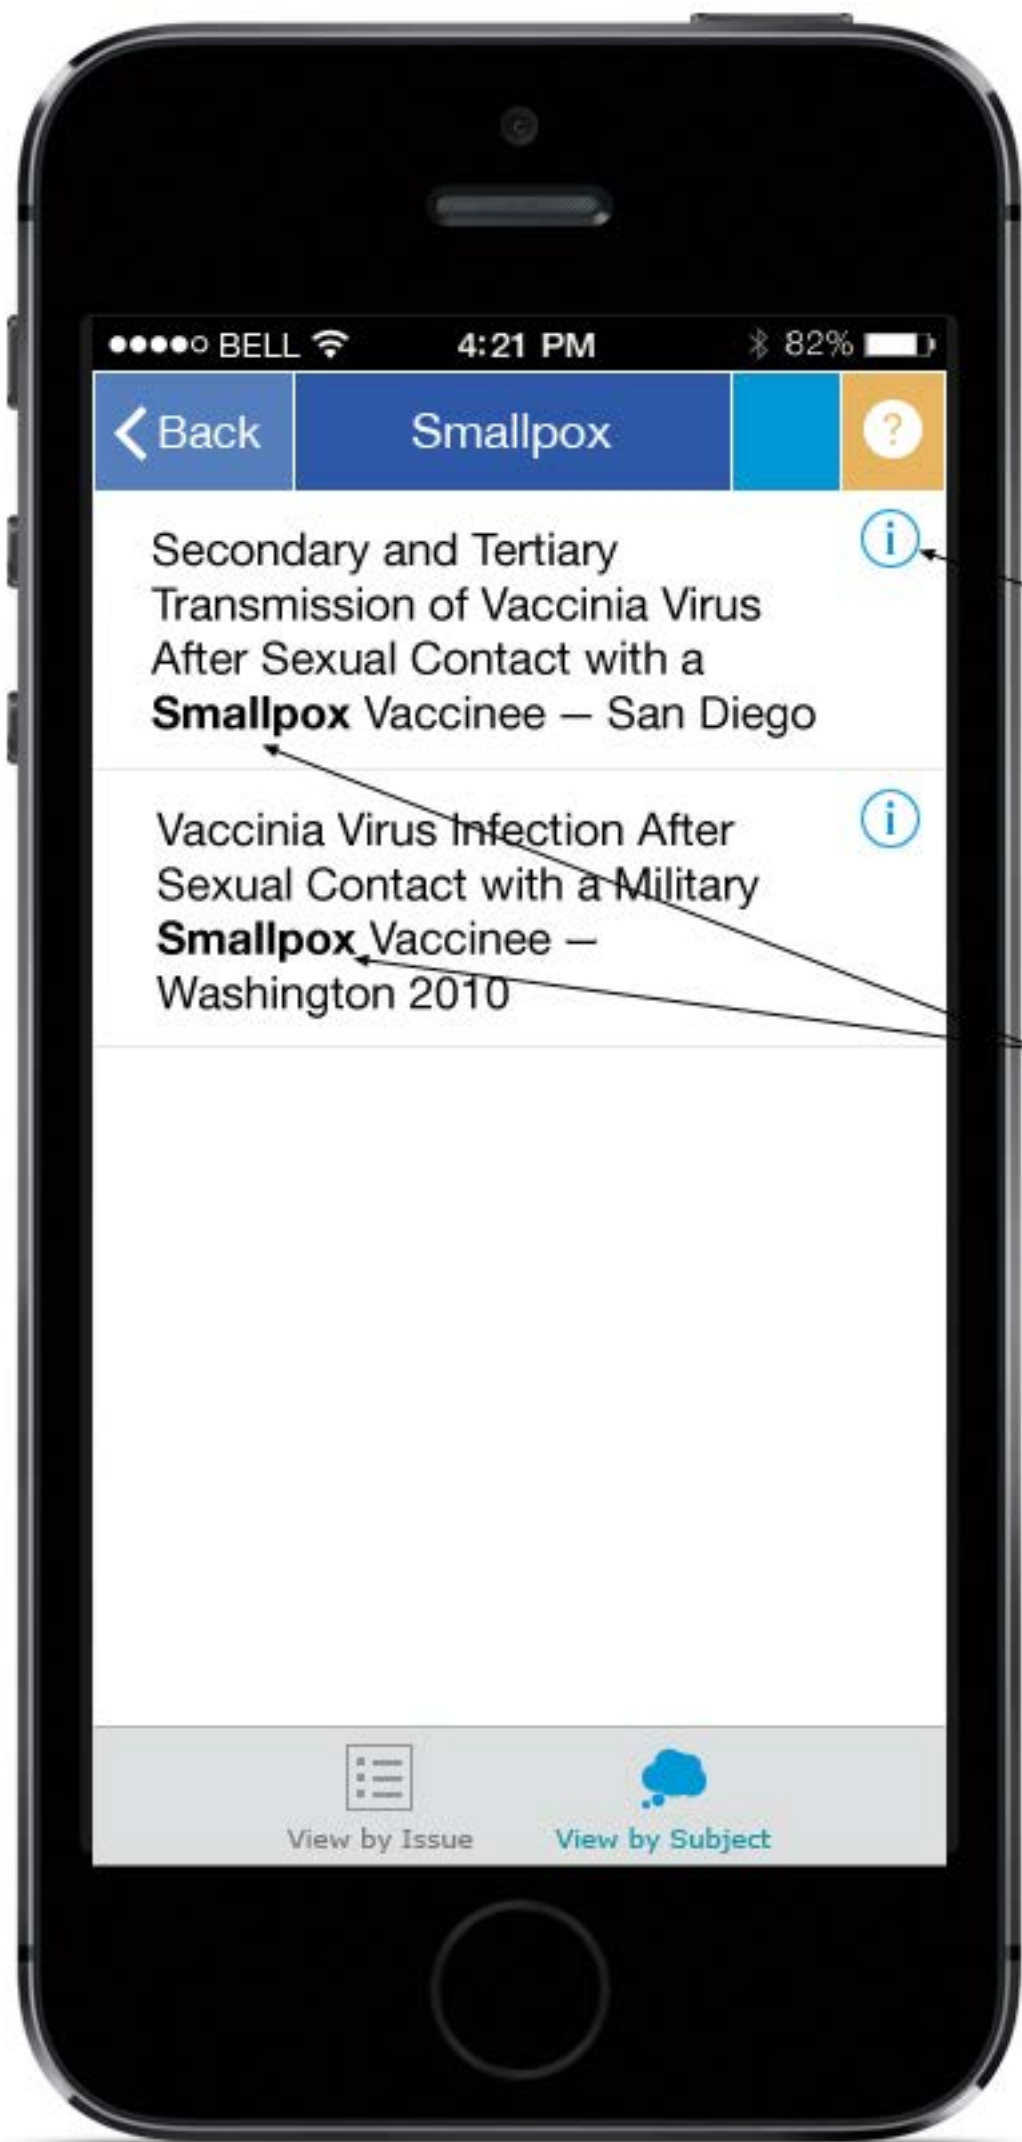 BELL 4:21 PM 82%
Back Smallpox ?
Secondary and Tertiary
Transmission of Vaccinia Virus
After Sexual Contact with a
Smallpox Vaccinee — San Diego
Vaccinia Virus Infection After
Sexual Contact with a Military
Smallpox Vaccinee —
Washington 2010
View by Issue View by Subject